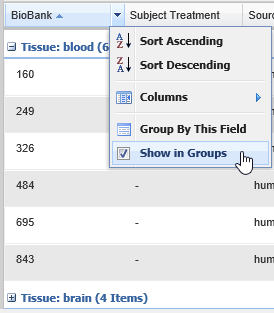 BioBank Subject Treatment Sourc
Tissue: blood (6
Sort Ascending
160
Sort Descending
Columns
249
Group By This Field
326
Show in Groups
484 - hum
695 - hum
843 - hum
Tissue: brain (4 Items)